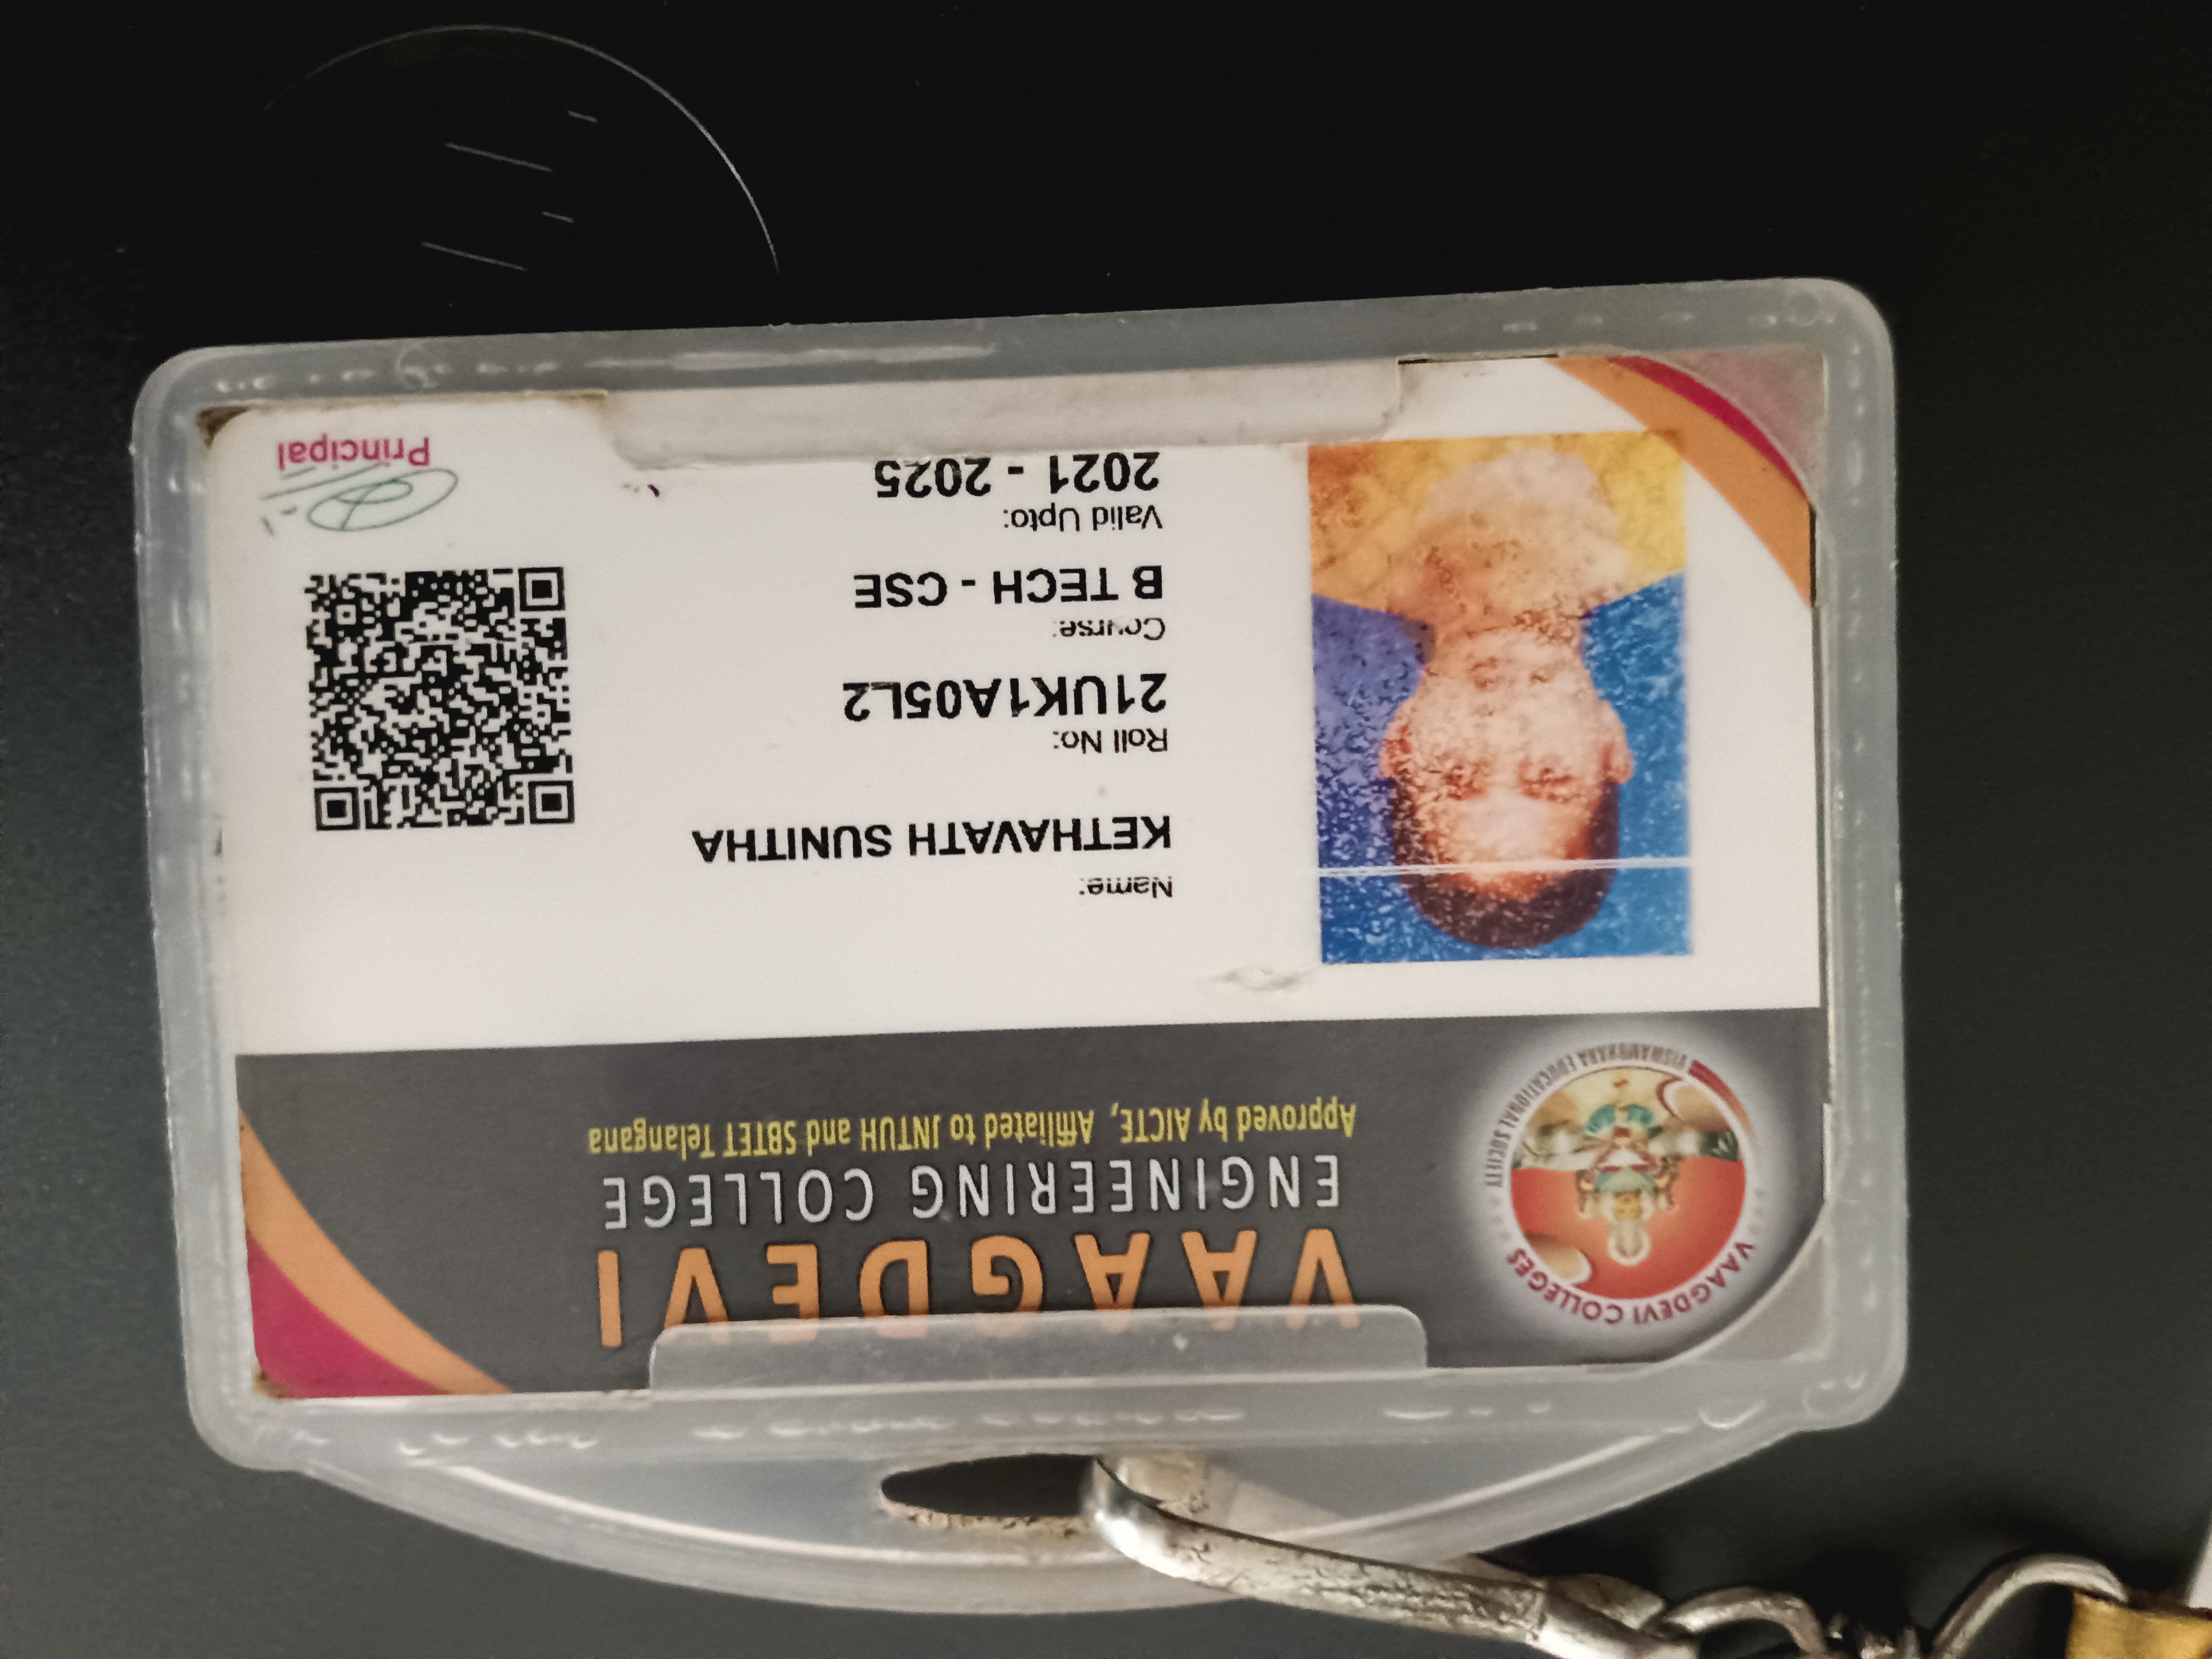 VAAGDEVI COLLEGES
VISWAMBHARA EDUCATIONAL SOCIETY
VAAGDEVI
ENGINEERING COLLEGE
Approved by AICTE, Affiliated to JNTUH and SBTET Telangana
Name:
KETHAVATH SUNITHA
Roll No:
21UK1A05L2
Course:
B TECH - CSE
Valid Upto:
2021 - 2025
Principal